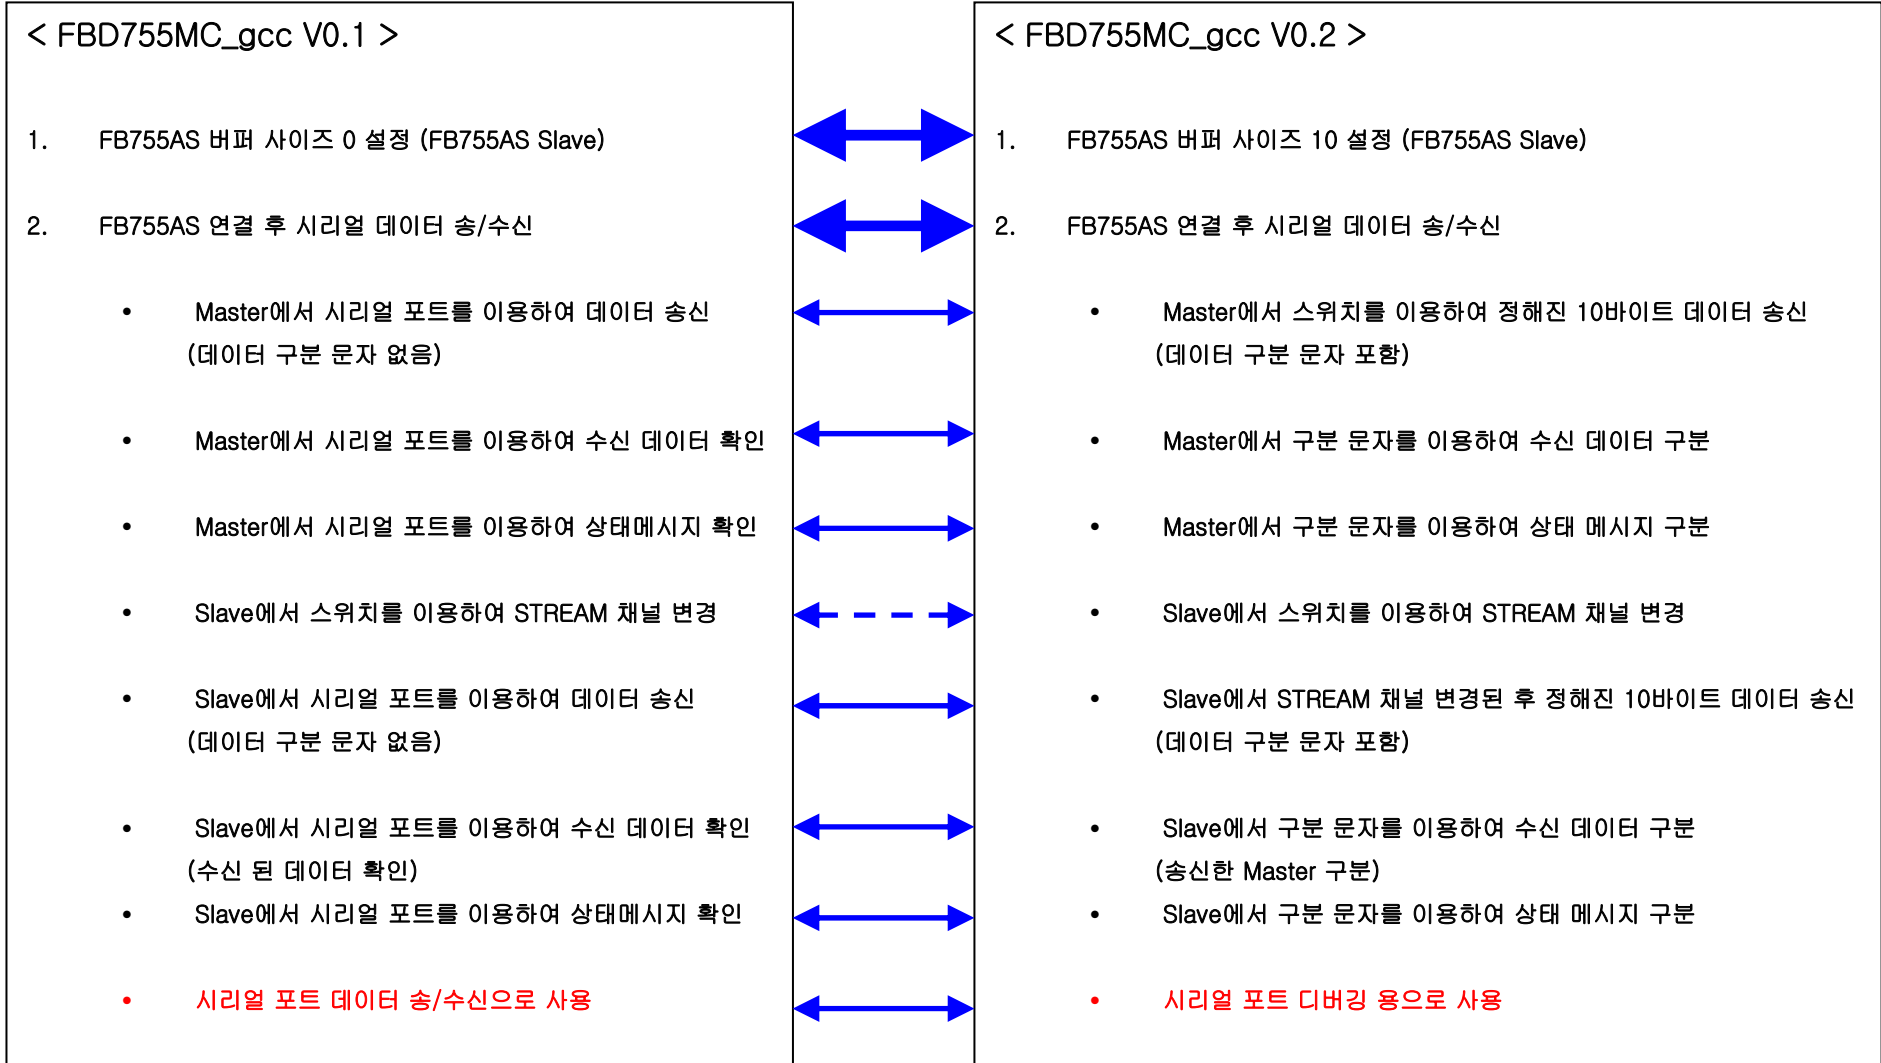 < FBD755MC_gcc V0.1 >
1. FB755AS 버퍼 사이즈 0 설정 (FB755AS Slave)
2. FB755AS 연결 후 시리얼 데이터 송/수신
• Master에서 시리얼 포트를 이용하여 데이터 송신
(데이터 구분 문자 없음)
• Master에서 시리얼 포트를 이용하여 수신 데이터 확인
• Master에서 시리얼 포트를 이용하여 상태메시지 확인
• Slave에서 스위치를 이용하여 STREAM 채널 변경
• Slave에서 시리얼 포트를 이용하여 데이터 송신
(데이터 구분 문자 없음)
• Slave에서 시리얼 포트를 이용하여 수신 데이터 확인
(수신 된 데이터 확인)
• Slave에서 시리얼 포트를 이용하여 상태메시지 확인
• 시리얼 포트 데이터 송/수신으로 사용
< FBD755MC_gcc V0.2 >
1. FB755AS 버퍼 사이즈 10 설정 (FB755AS Slave)
2. FB755AS 연결 후 시리얼 데이터 송/수신
• Master에서 스위치를 이용하여 정해진 10바이트 데이터 송신
(데이터 구분 문자 포함)
• Master에서 구분 문자를 이용하여 수신 데이터 구분
• Master에서 구분 문자를 이용하여 상태 메시지 구분
• Slave에서 스위치를 이용하여 STREAM 채널 변경
• Slave에서 STREAM 채널 변경된 후 정해진 10바이트 데이터 송신
(데이터 구분 문자 포함)
• Slave에서 구분 문자를 이용하여 수신 데이터 구분
(송신한 Master 구분)
• Slave에서 구분 문자를 이용하여 상태 메시지 구분
• 시리얼 포트 디버깅 용으로 사용